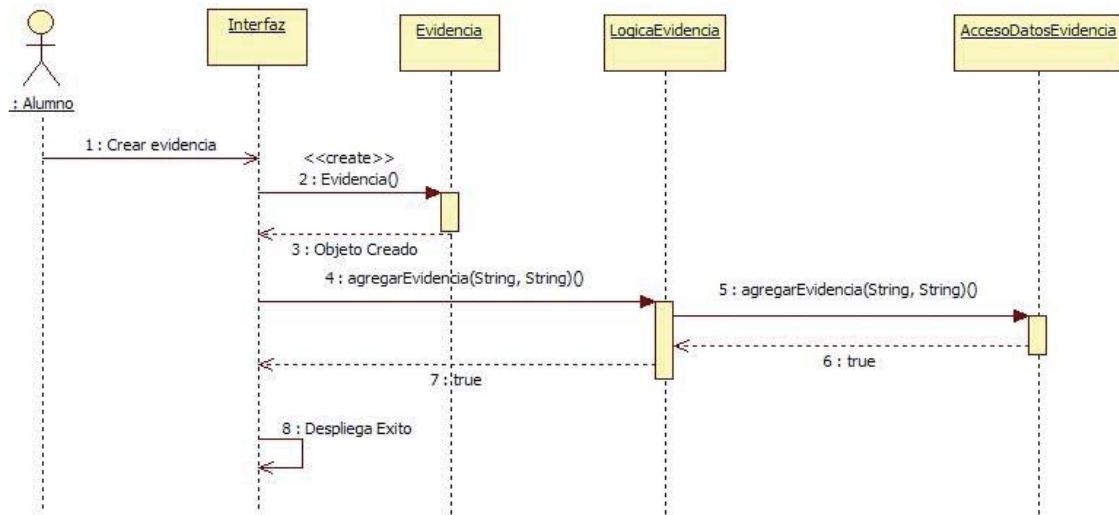 Interfaz
Evidencia
LogicaEvidencia
AccesoDatosEvidencia
: Alumno
1 : Crear evidencia
<<create>>
2 : Evidencia()
3 : Objeto Creado
4 : agregarEvidencia(String, String)()
5 : agregarEvidencia(String, String)()
6 : true
7 : true
8 : Despliega Exito